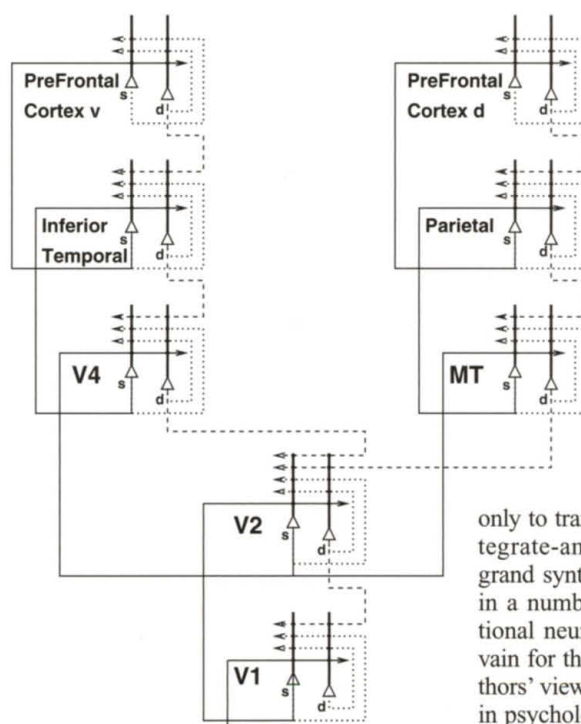 PreFrontal
Cortex v
s
d
PreFrontal
Cortex d
s
d
Inferior
Temporal
s
d
Parietal
s
d
V4
s
d
MT
s
d
V2
s
d
V1
s
d
only to tra
tegrate-an
grand synt
in a numb
tional neur
vain for th
thors' view
in psycholo